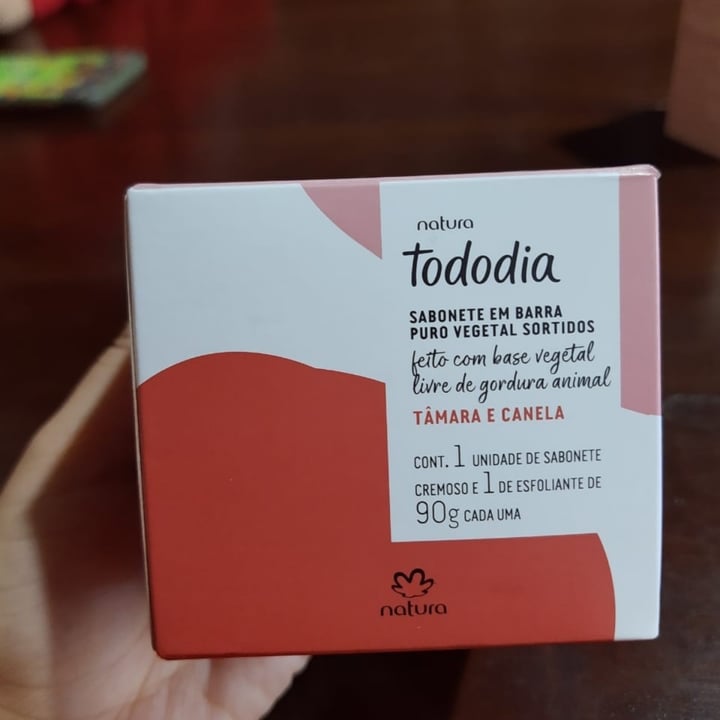 natura
Tododia
SABONETE EM BARRA
PURO VEGETAL SORTIDOS
feito com base vegetal
livre de gordura animal
TÂMARA E CANELA
CONT. 1 UNIDADE DE SABONETE
CREMOSO E 1 DE ESFOLIANTE DE
90g CADA UMA
natura